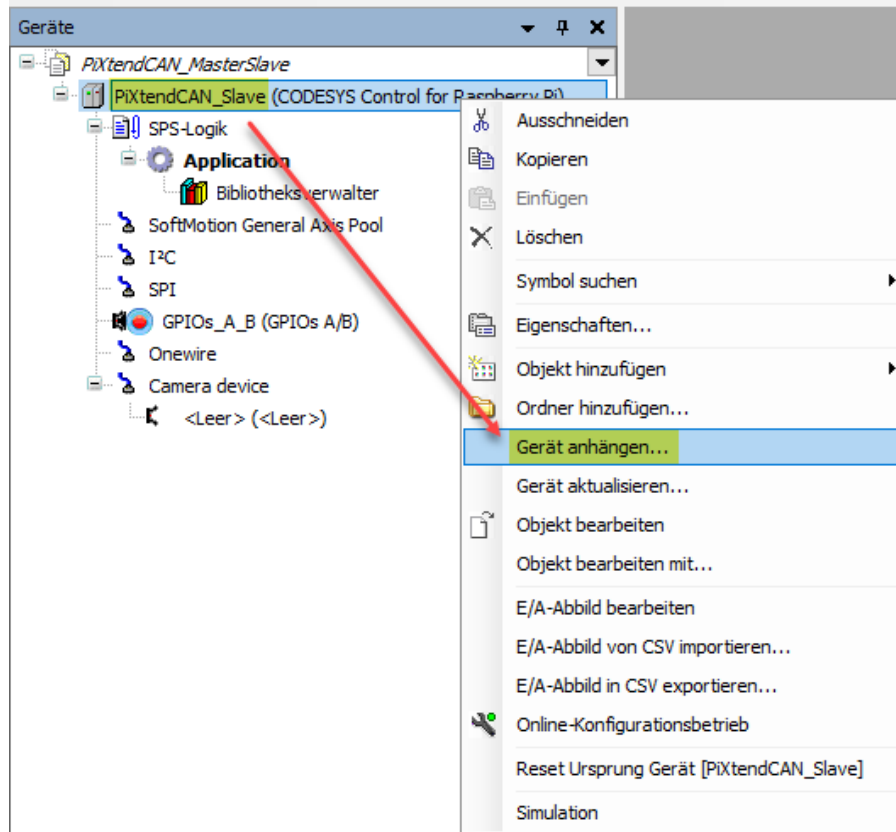 Geräte
PiXtendCAN_MasterSlave
PiXtendCAN_Slave (CODESYS Control for Raspberry Pi)
SPS-Logik
Application
Bibliotheksverwalter
SoftMotion General Axis Pool
I²C
SPI
GPIOs_A_B (GPIOs A/B)
Onewire
Camera device
<Leer> (<Leer>)
Ausschneiden
Kopieren
Einfügen
Löschen
Symbol suchen
Eigenschaften...
Objekt hinzufügen
Ordner hinzufügen...
Gerät anhängen...
Gerät aktualisieren...
Objekt bearbeiten
Objekt bearbeiten mit...
E/A-Abbild bearbeiten
E/A-Abbild von CSV importieren...
E/A-Abbild in CSV exportieren...
Online-Konfigurationsbetrieb
Reset Ursprung Gerät [PiXtendCAN_Slave]
Simulation